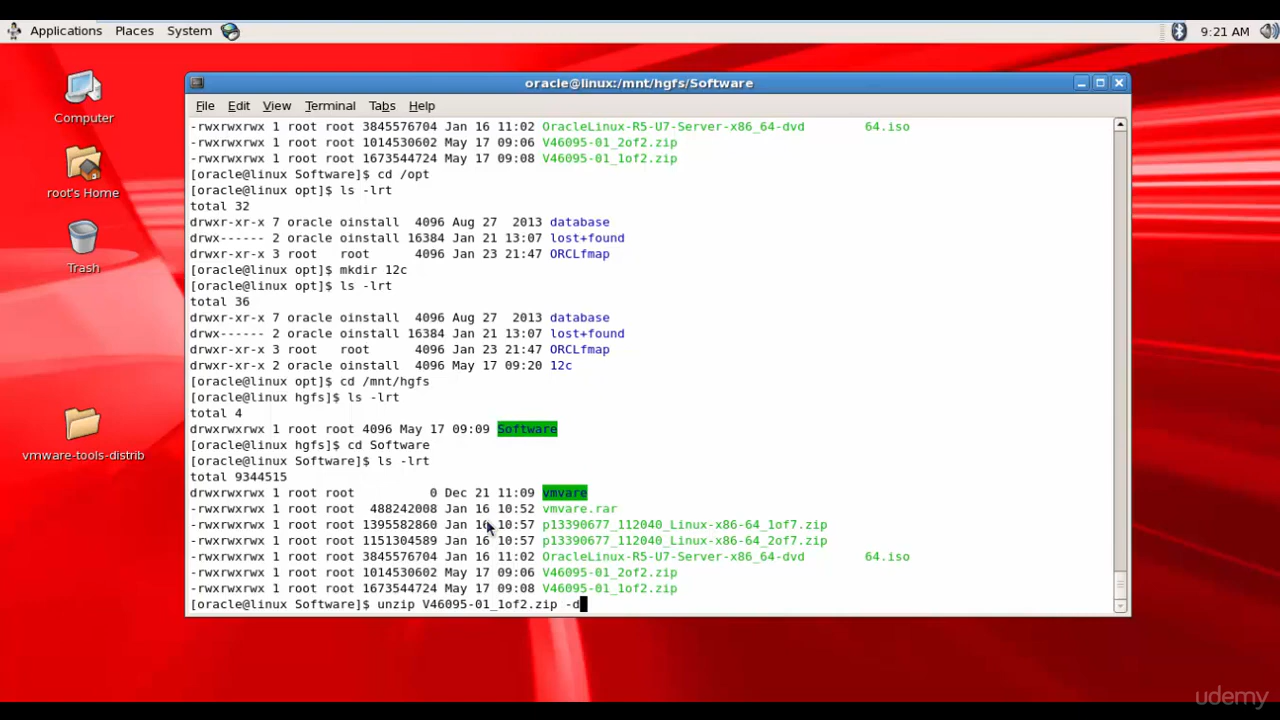 Applications Places System 9:21 AM
oracle@linux:/mnt/hgfs/Software
File Edit View Terminal Tabs Help
-rwxrwxrwx 1 root root 3845576704 Jan 16 11:02 OracleLinux-R5-U7-Server-x86_64-dvd        64.iso
-rwxrwxrwx 1 root root 1014530602 May 17 09:06 V46095-01_2of2.zip
-rwxrwxrwx 1 root root 1673544724 May 17 09:08 V46095-01_1of2.zip
[oracle@linux Software]$ cd /opt
[oracle@linux opt]$ ls -lrt
total 32
drwxr-xr-x 7 oracle oinstall  4096 Aug 27  2013 database
drwx------ 2 oracle oinstall 16384 Jan 21 13:07 lost+found
drwxr-xr-x 3 root   root      4096 Jan 23 21:47 ORCLfmap
[oracle@linux opt]$ mkdir 12c
[oracle@linux opt]$ ls -lrt
total 36
drwxr-xr-x 7 oracle oinstall  4096 Aug 27  2013 database
drwx------ 2 oracle oinstall 16384 Jan 21 13:07 lost+found
drwxr-xr-x 3 root   root      4096 Jan 23 21:47 ORCLfmap
drwxr-xr-x 2 oracle oinstall  4096 May 17 09:20 12c
[oracle@linux opt]$ cd /mnt/hgfs
[oracle@linux hgfs]$ ls -lrt
total 4
drwxrwxrwx 1 root root 4096 May 17 09:09 Software
[oracle@linux hgfs]$ cd Software
[oracle@linux Software]$ ls -lrt
total 9344515
drwxrwxrwx 1 root root          0 Dec 21 11:09 vmvare
-rwxrwxrwx 1 root root  488242008 Jan 16 10:52 vmvare.rar
-rwxrwxrwx 1 root root 1395582860 Jan 16 10:57 p13390677_112040_Linux-x86-64_1of7.zip
-rwxrwxrwx 1 root root 1151304589 Jan 16 10:57 p13390677_112040_Linux-x86-64_2of7.zip
-rwxrwxrwx 1 root root 3845576704 Jan 16 11:02 OracleLinux-R5-U7-Server-x86_64-dvd        64.iso
-rwxrwxrwx 1 root root 1014530602 May 17 09:06 V46095-01_2of2.zip
-rwxrwxrwx 1 root root 1673544724 May 17 09:08 V46095-01_1of2.zip
[oracle@linux Software]$ unzip V46095-01_1of2.zip -d
Computer
root's Home
Trash
vmware-tools-distrib
udemy